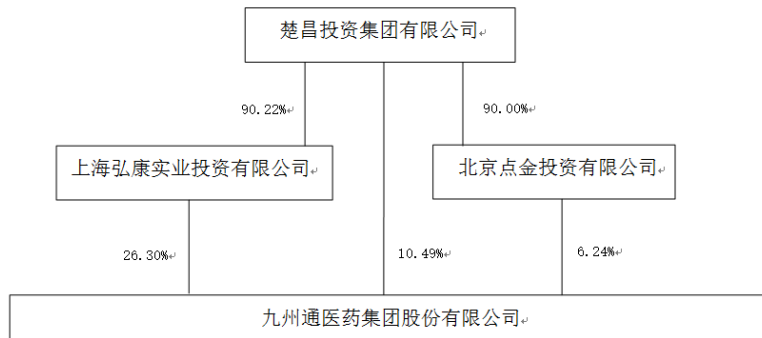 楚昌投资集团有限公司
90.22%
90.00%
上海弘康实业投资有限公司
北京点金投资有限公司
26.30%
10.49%
6.24%
九州通医药集团股份有限公司